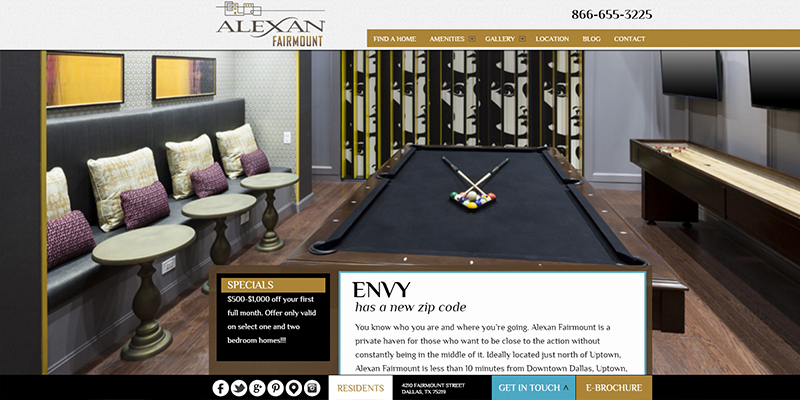 ALEXAN
FAIRMOUNT
866-655-3225
FIND A HOME AMENITIES GALLERY LOCATION BLOG CONTACT
SPECIALS
$500-$1,000 off your first
full month. Offer only valid
on select one and two
bedroom homes!!!
ENVY
has a new zip code
You know who you are and where you're going. Alexan Fairmount is a
private haven for those who want to be close to the action without
constantly being in the middle of it. Ideally located just north of Uptown,
Alexan Fairmount is less than 10 minutes from Downtown Dallas, Uptown,
RESIDENTS
4210 FAIRMOUNT STREET
DALLAS, TX 75219
GET IN TOUCH ^
E-BROCHURE